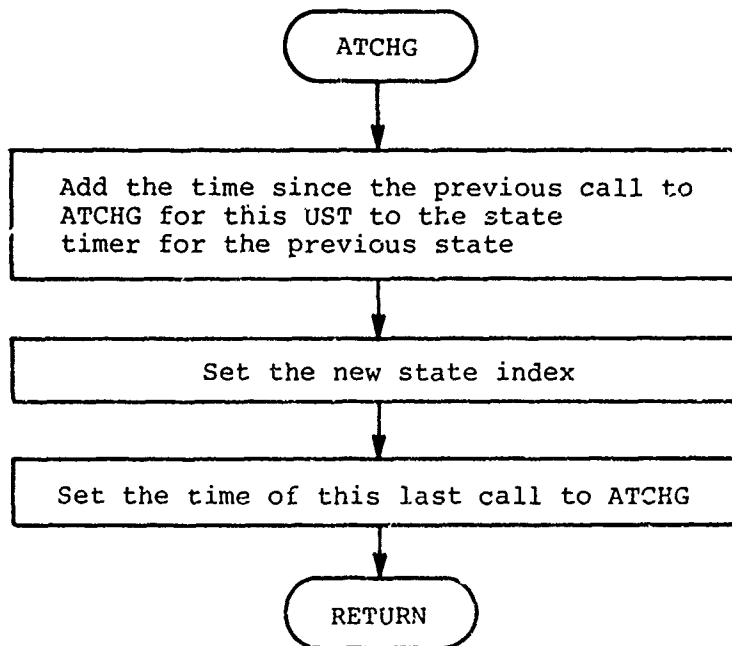 ATCHG
Add the time since the previous call to
ATCHG for this UST to the state
timer for the previous state
Set the new state index
Set the time of this last call to ATCHG
RETURN